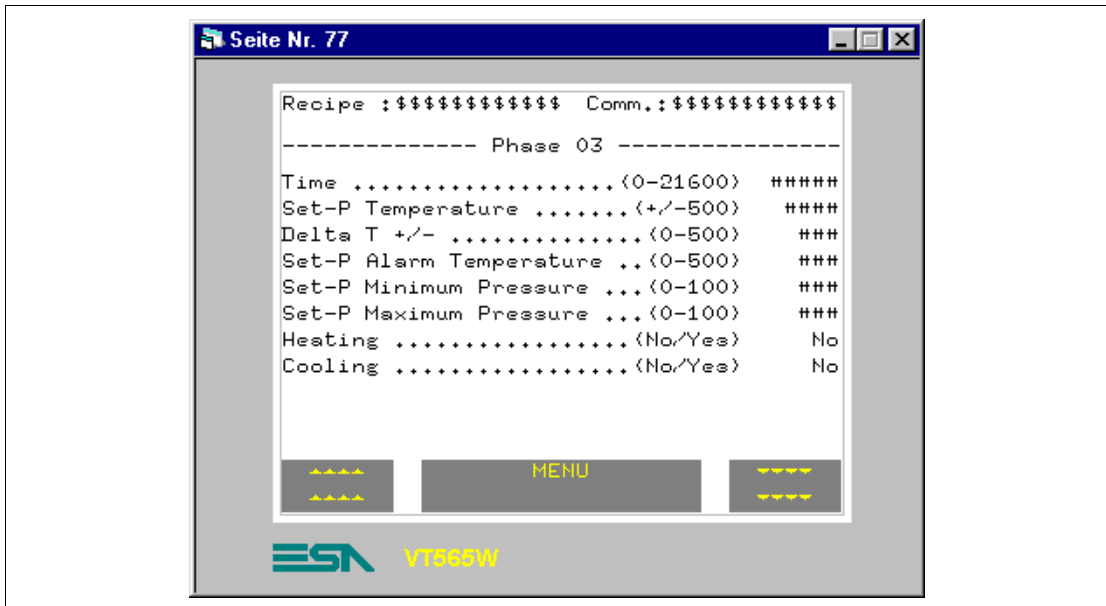 Seite Nr. 77
Recipe :$$$$$$$$$$$$ Comm.:$$$$$$$$$$$$
-------------- Phase 03 ----------------
Time ...................(0-21600) #####
Set-P Temperature .......(+/-500) ####
Delta T +/- ..............(0-500) ###
Set-P Alarm Temperature ..(0-500) ###
Set-P Minimum Pressure ...(0-100) ###
Set-P Maximum Pressure ...(0-100) ###
Heating .................(No/Yes) No
Cooling .................(No/Yes) No
MENU
ESA VT565W